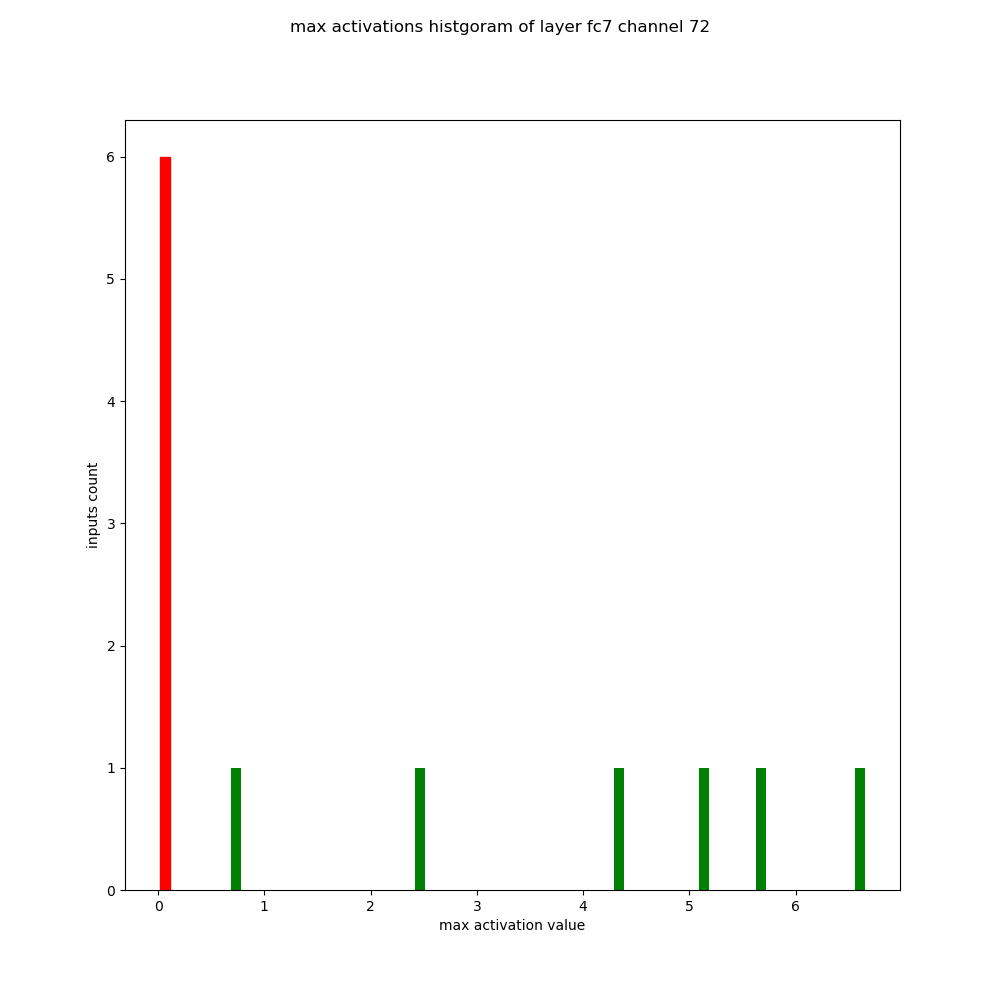 max activations histgoram of layer fc7 channel 72
6
5
4
3
2
1
0
inputs count
0 1 2 3 4 5 6
max activation value